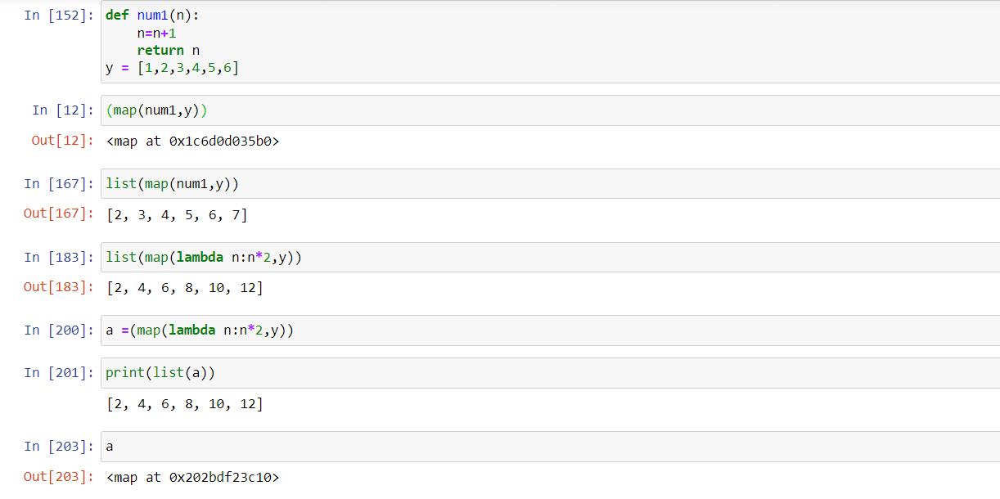 In [152]: def num1(n):
    n=n+1
    return n
y = [1,2,3,4,5,6]
In [12]: (map(num1,y))
Out[12]: <map at 0x1c6d0d035b0>
In [167]: list(map(num1,y))
Out[167]: [2, 3, 4, 5, 6, 7]
In [183]: list(map(lambda n:n*2,y))
Out[183]: [2, 4, 6, 8, 10, 12]
In [200]: a =(map(lambda n:n*2,y))
In [201]: print(list(a))
[2, 4, 6, 8, 10, 12]
In [203]: a
Out[203]: <map at 0x202bdf23c10>